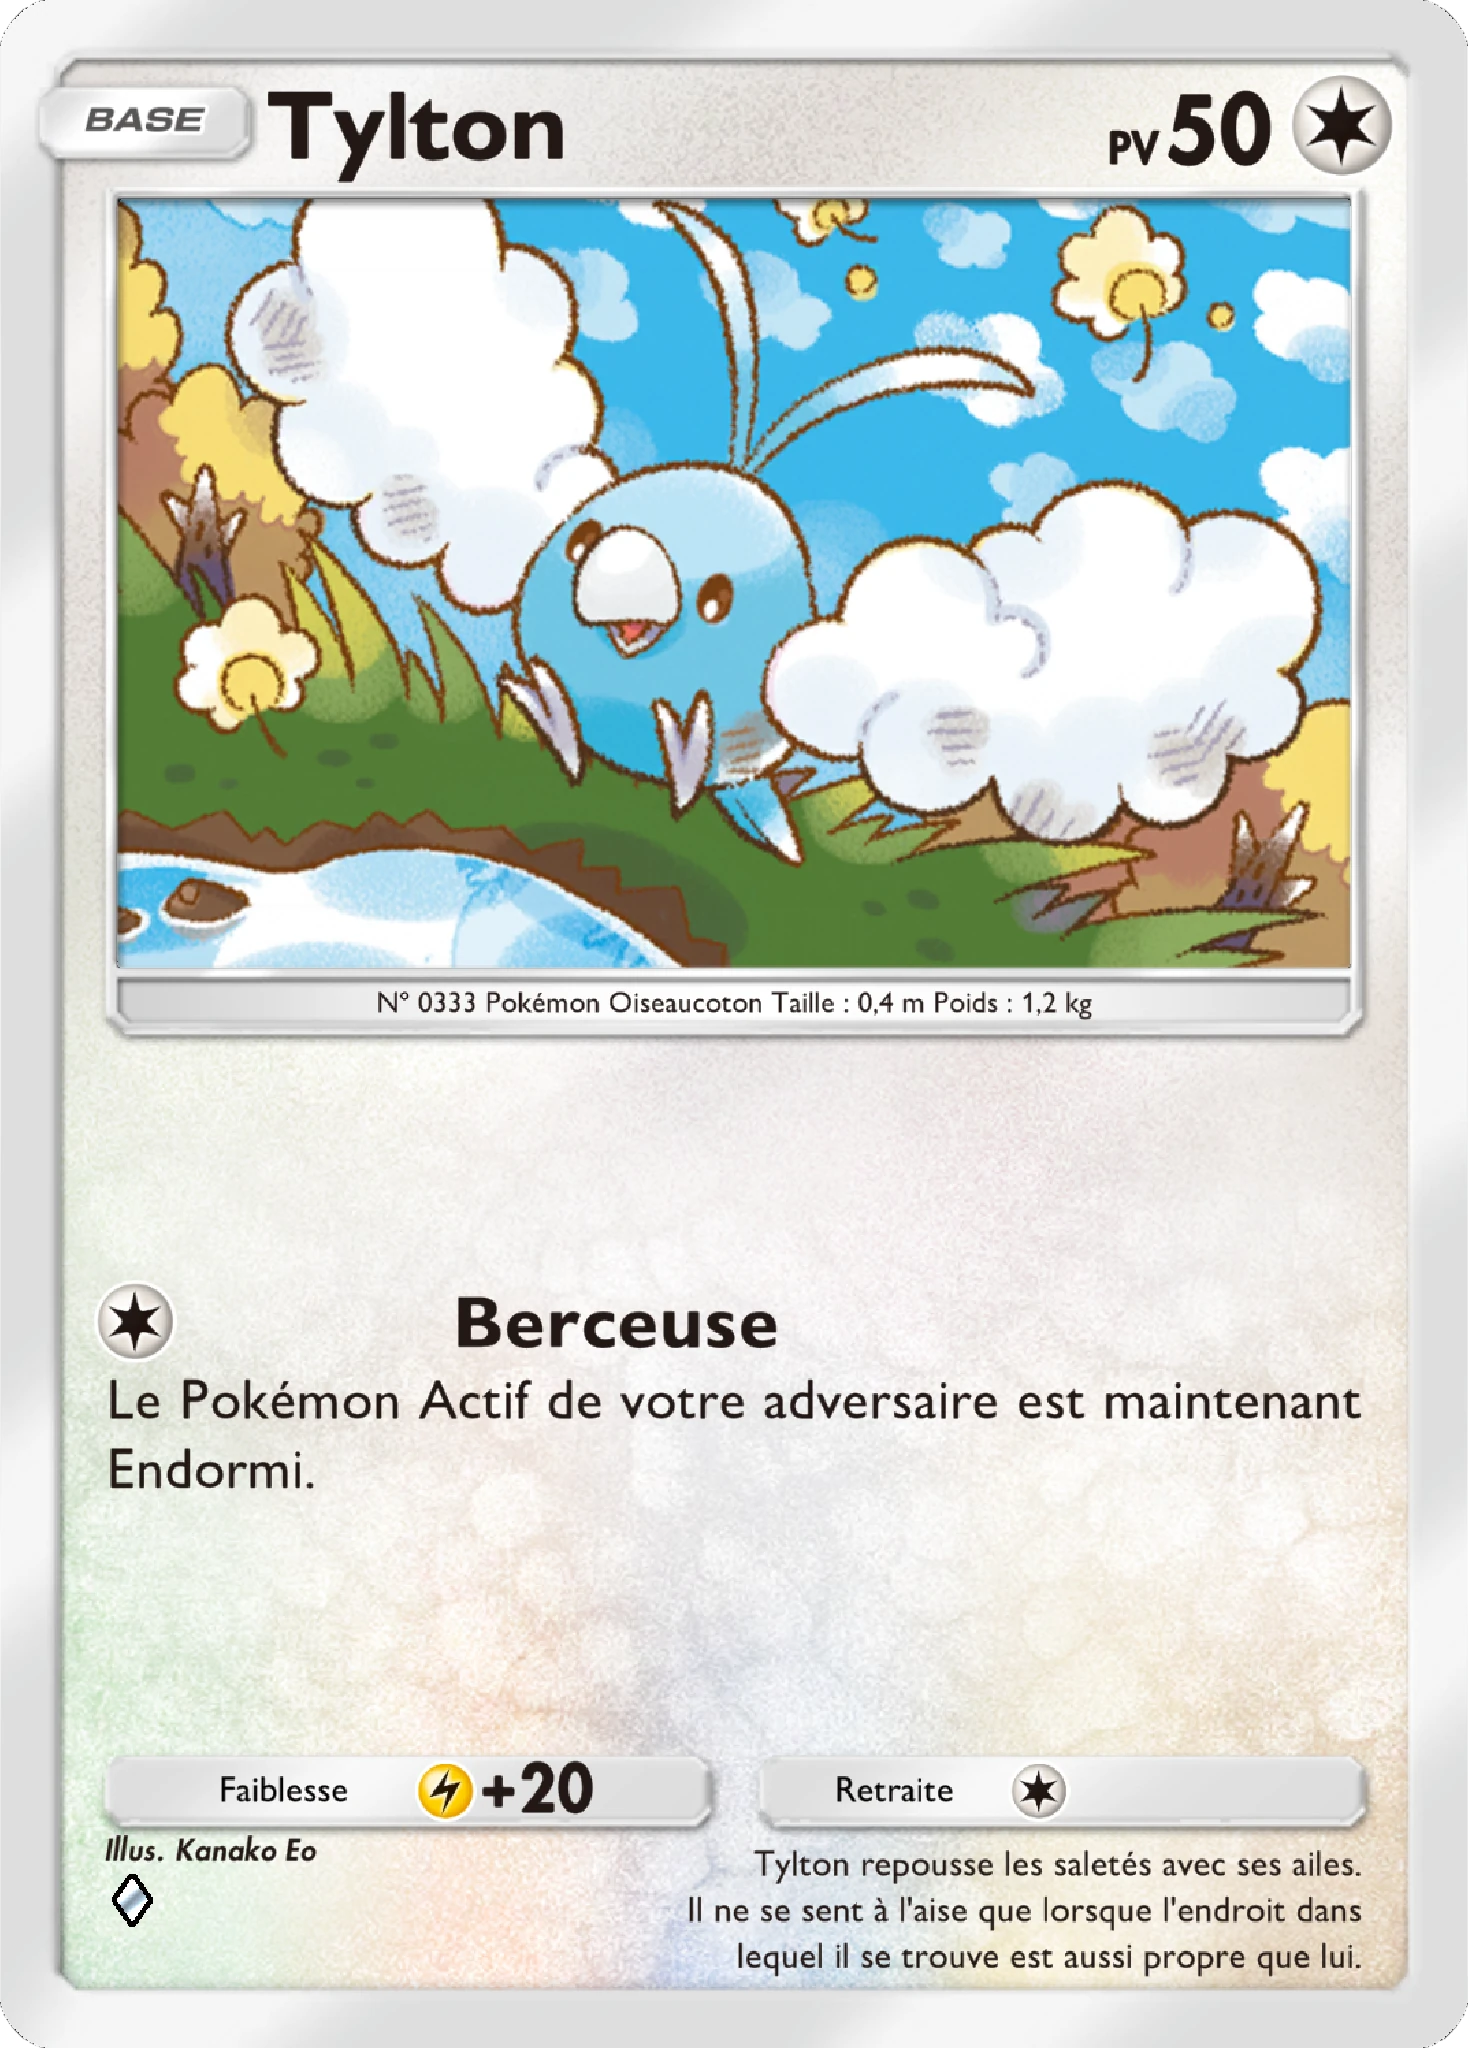 BASE
Tylton
PV 50
N° 0333 Pokémon Oiseaucoton Taille : 0,4 m Poids : 1,2 kg
Berceuse
Le Pokémon Actif de votre adversaire est maintenant
Endormi.
Faiblesse +20
Retraite
Illus. Kanako Eo
Tylton repousse les saletés avec ses ailes.
Il ne se sent à l'aise que lorsque l'endroit dans
lequel il se trouve est aussi propre que lui.